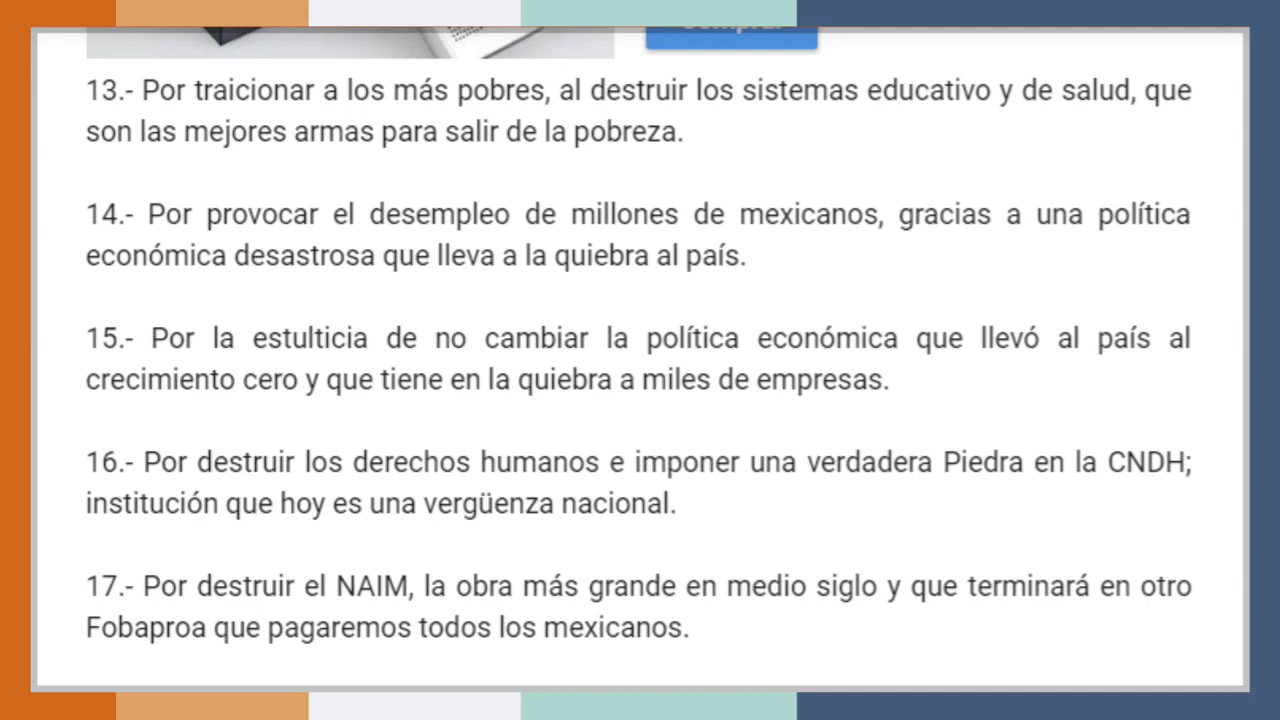 13.- Por traicionar a los más pobres, al destruir los sistemas educativo y de salud, que
son las mejores armas para salir de la pobreza.
14.- Por provocar el desempleo de millones de mexicanos, gracias a una política
económica desastrosa que lleva a la quiebra al país.
15.- Por la estulticia de no cambiar la política económica que llevó al país al
crecimiento cero y que tiene en la quiebra a miles de empresas.
16.- Por destruir los derechos humanos e imponer una verdadera Piedra en la CNDH;
institución que hoy es una vergüenza nacional.
17.- Por destruir el NAIM, la obra más grande en medio siglo y que terminará en otro
Fobaproa que pagaremos todos los mexicanos.